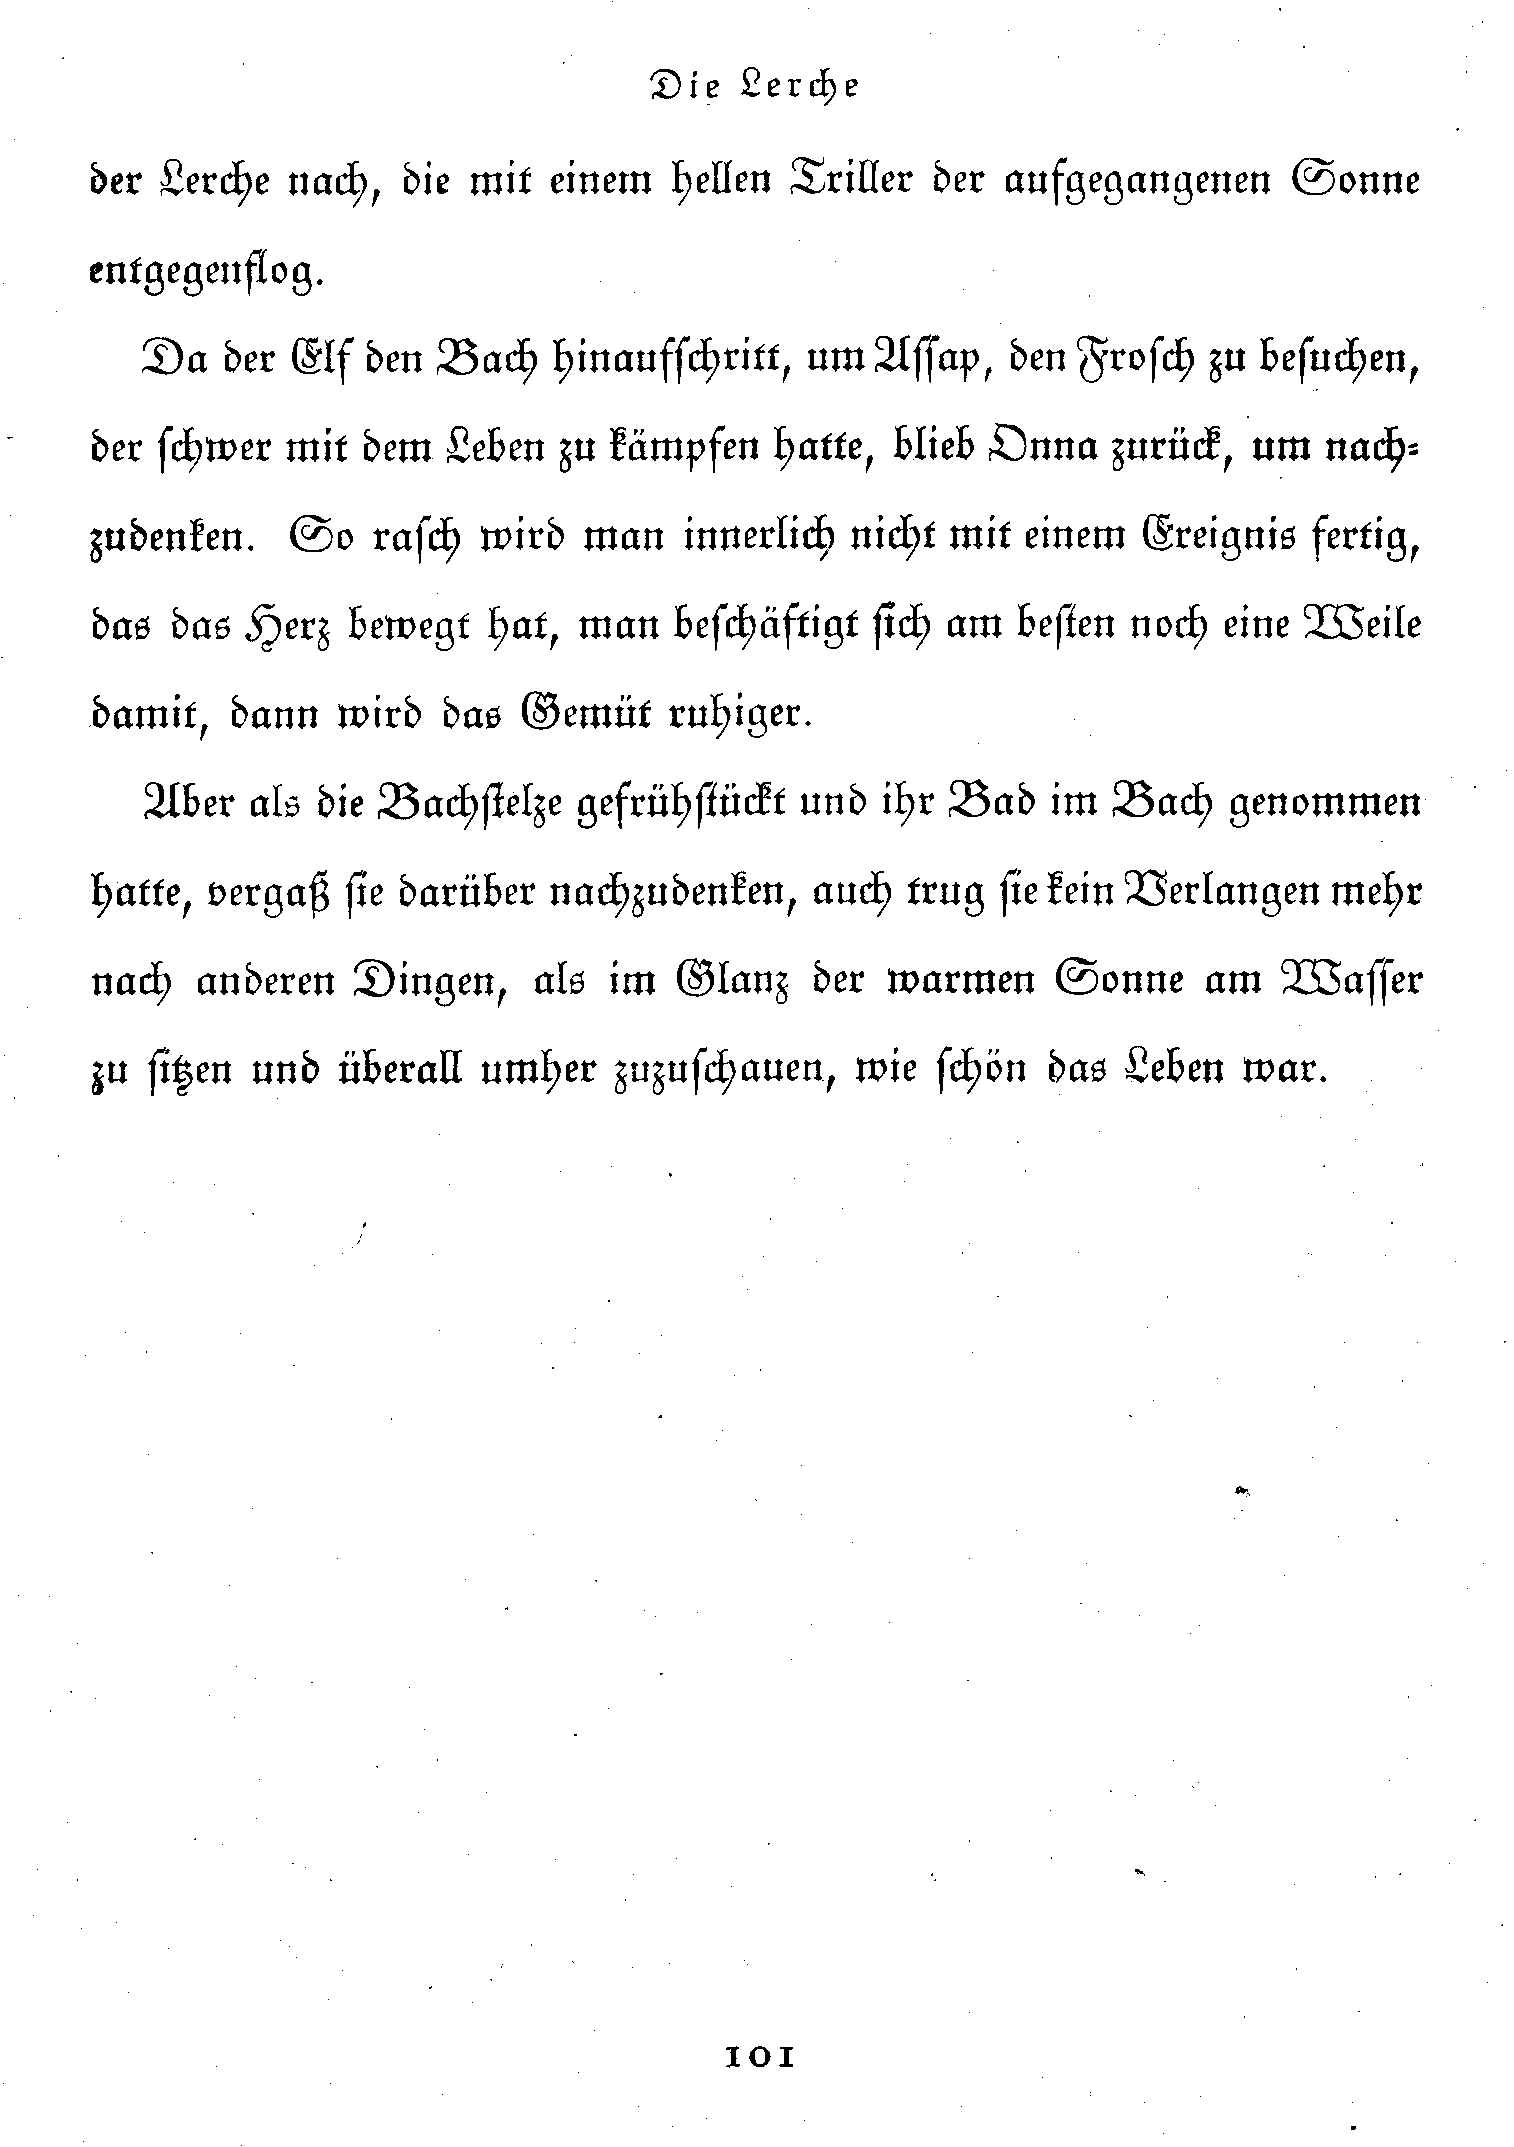 Die Lerche
der Lerche nach, die mit einem hellen Triller der aufgegangenen Sonne
entgegenflog.
Da der Elf den Bach hinaufschritt, um Assap, den Frosch zu besuchen,
der schwer mit dem Leben zu kämpfen hatte, blieb Onna zurück, um nach-
zudenken. So rasch wird man innerlich nicht mit einem Ereignis fertig,
das das Herz bewegt hat, man beschäftigt sich am besten noch eine Weile
damit, dann wird das Gemüt ruhiger.
Aber als die Bachstelze gefrühstückt und ihr Bad im Bach genommen
hatte, vergaß sie darüber nachzudenken, auch trug sie kein Verlangen mehr
nach anderen Dingen, als im Glanz der warmen Sonne am Wasser
zu sitzen und überall umher zuzuschauen, wie schön das Leben war.
101